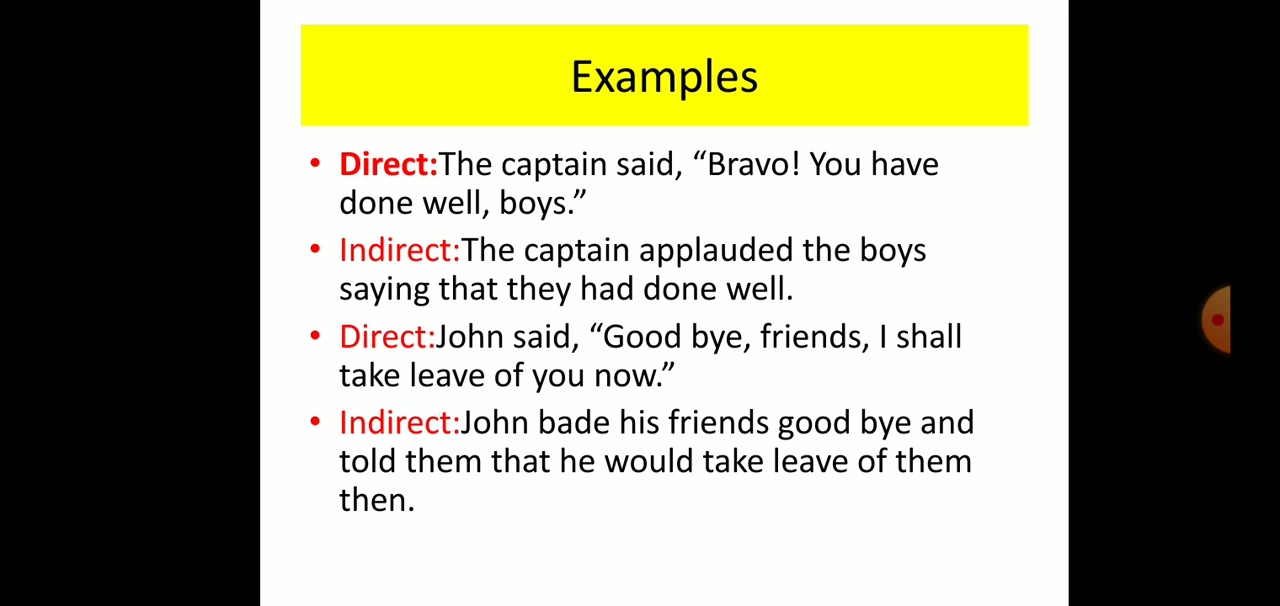 Examples
• Direct:The captain said, “Bravo! You have
done well, boys.”
• Indirect:The captain applauded the boys
saying that they had done well.
• Direct:John said, “Good bye, friends, I shall
take leave of you now.”
• Indirect:John bade his friends good bye and
told them that he would take leave of them
then.